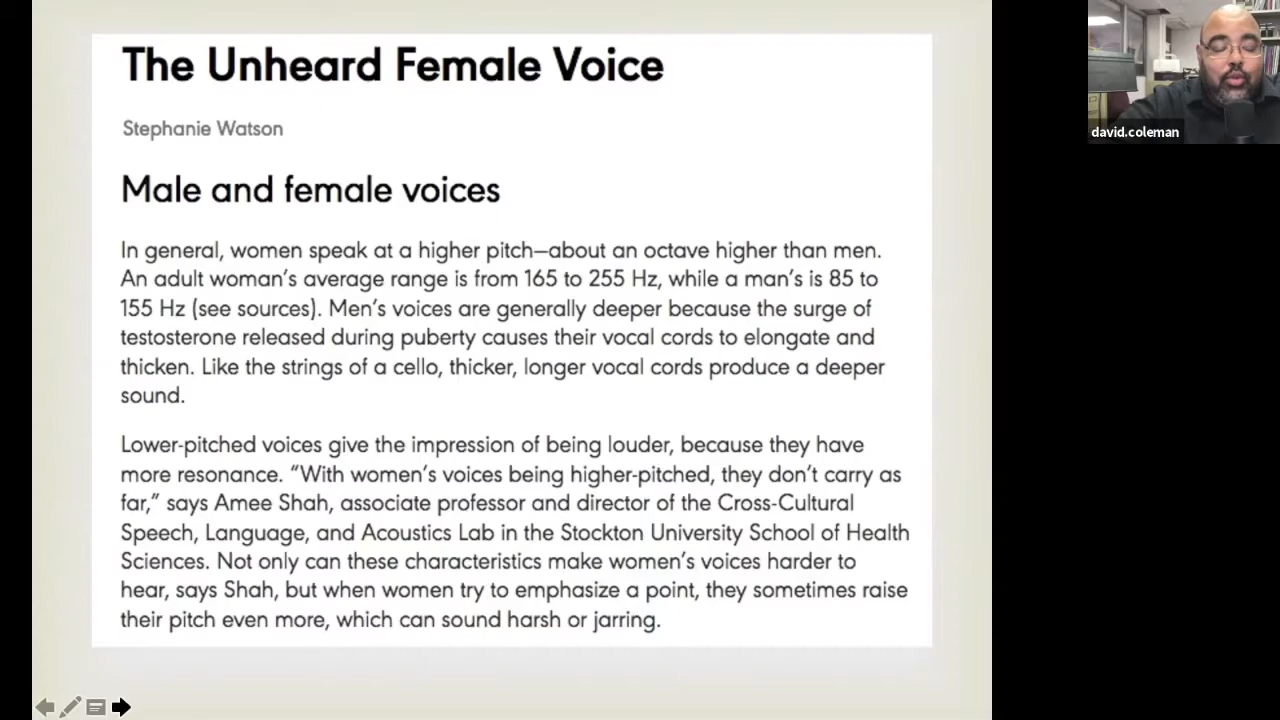 The Unheard Female Voice
Stephanie Watson
Male and female voices
In general, women speak at a higher pitch—about an octave higher than men.
An adult woman's average range is from 165 to 255 Hz, while a man's is 85 to
155 Hz (see sources). Men's voices are generally deeper because the surge of
testosterone released during puberty causes their vocal cords to elongate and
thicken. Like the strings of a cello, thicker, longer vocal cords produce a deeper
sound.
Lower-pitched voices give the impression of being louder, because they have
more resonance. “With women's voices being higher-pitched, they don't carry as
far,” says Amee Shah, associate professor and director of the Cross-Cultural
Speech, Language, and Acoustics Lab in the Stockton University School of Health
Sciences. Not only can these characteristics make women's voices harder to
hear, says Shah, but when women try to emphasize a point, they sometimes raise
their pitch even more, which can sound harsh or jarring.
david.coleman